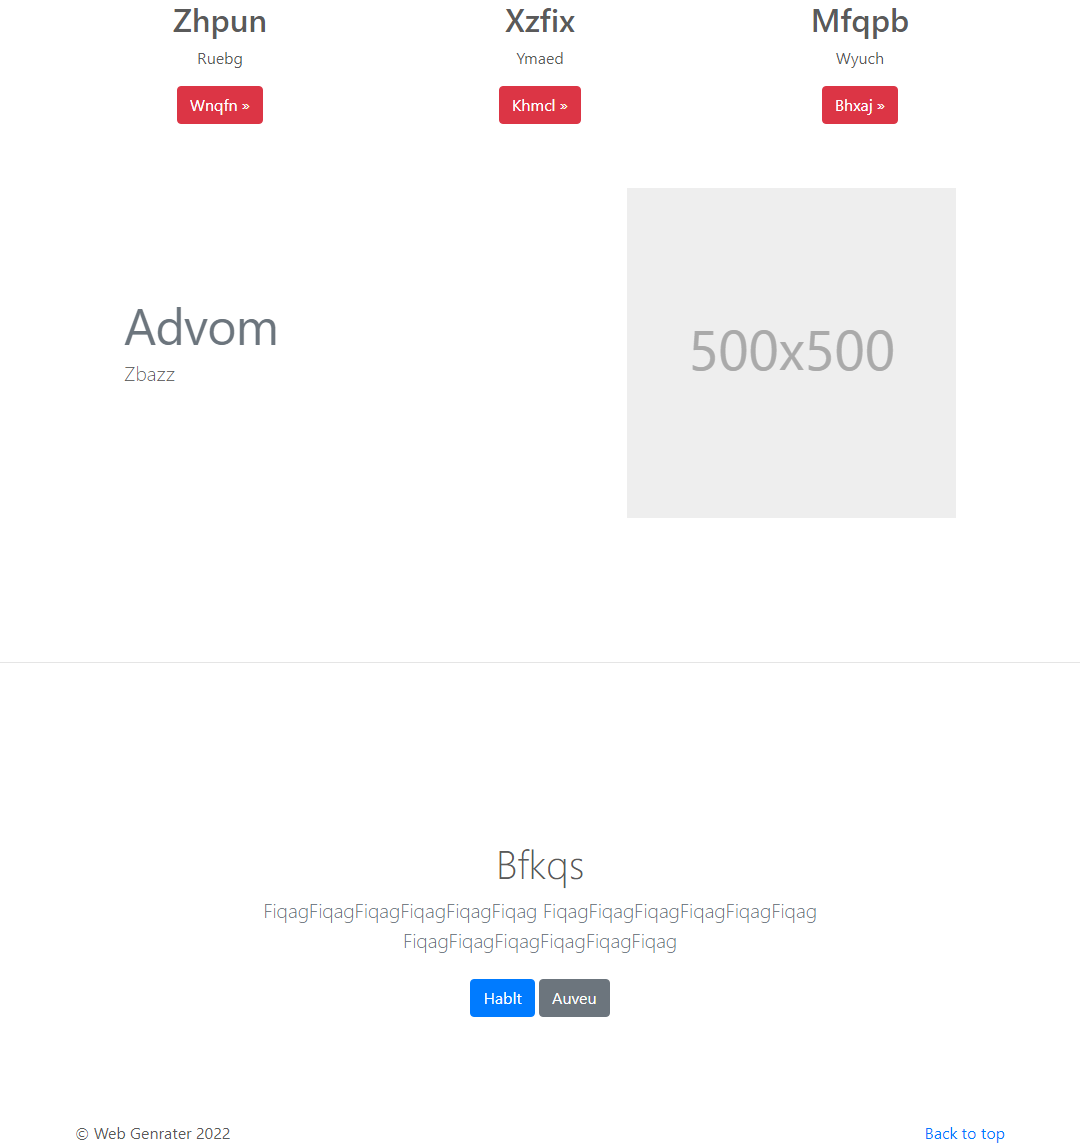 Zhpun
Ruebg
Wnqfn »
Xzfix
Ymaed
Khmcl »
Mfqpb
Wyuch
Bhxaj »
Advom
Zbazz
500x500
Bfkqs
FiqagFiqagFiqagFiqagFiqagFiqag FiqagFiqagFiqagFiqagFiqagFiqag
FiqagFiqagFiqagFiqagFiqagFiqag
Hablt Auveu
© Web Genrater 2022
Back to top